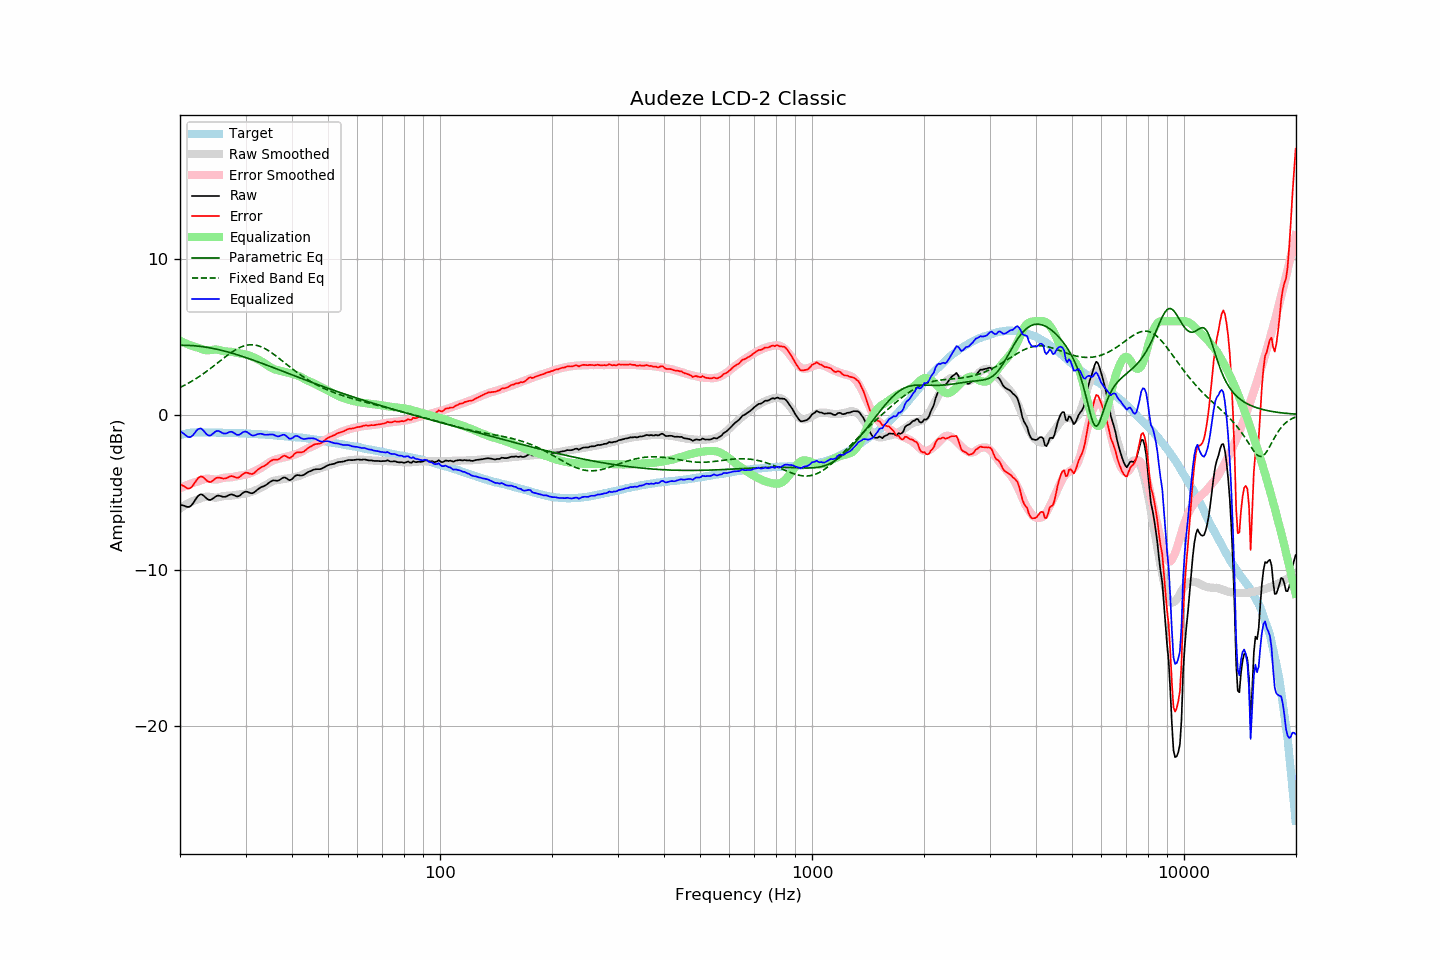 Audeze LCD-2 Classic
Target
Raw Smoothed
Error Smoothed
Raw
Error
Equalization
Parametric Eq
Fixed Band Eq
Equalized
10
0
−10
−20
Amplitude (dBr)
100
1000
10000
Frequency (Hz)